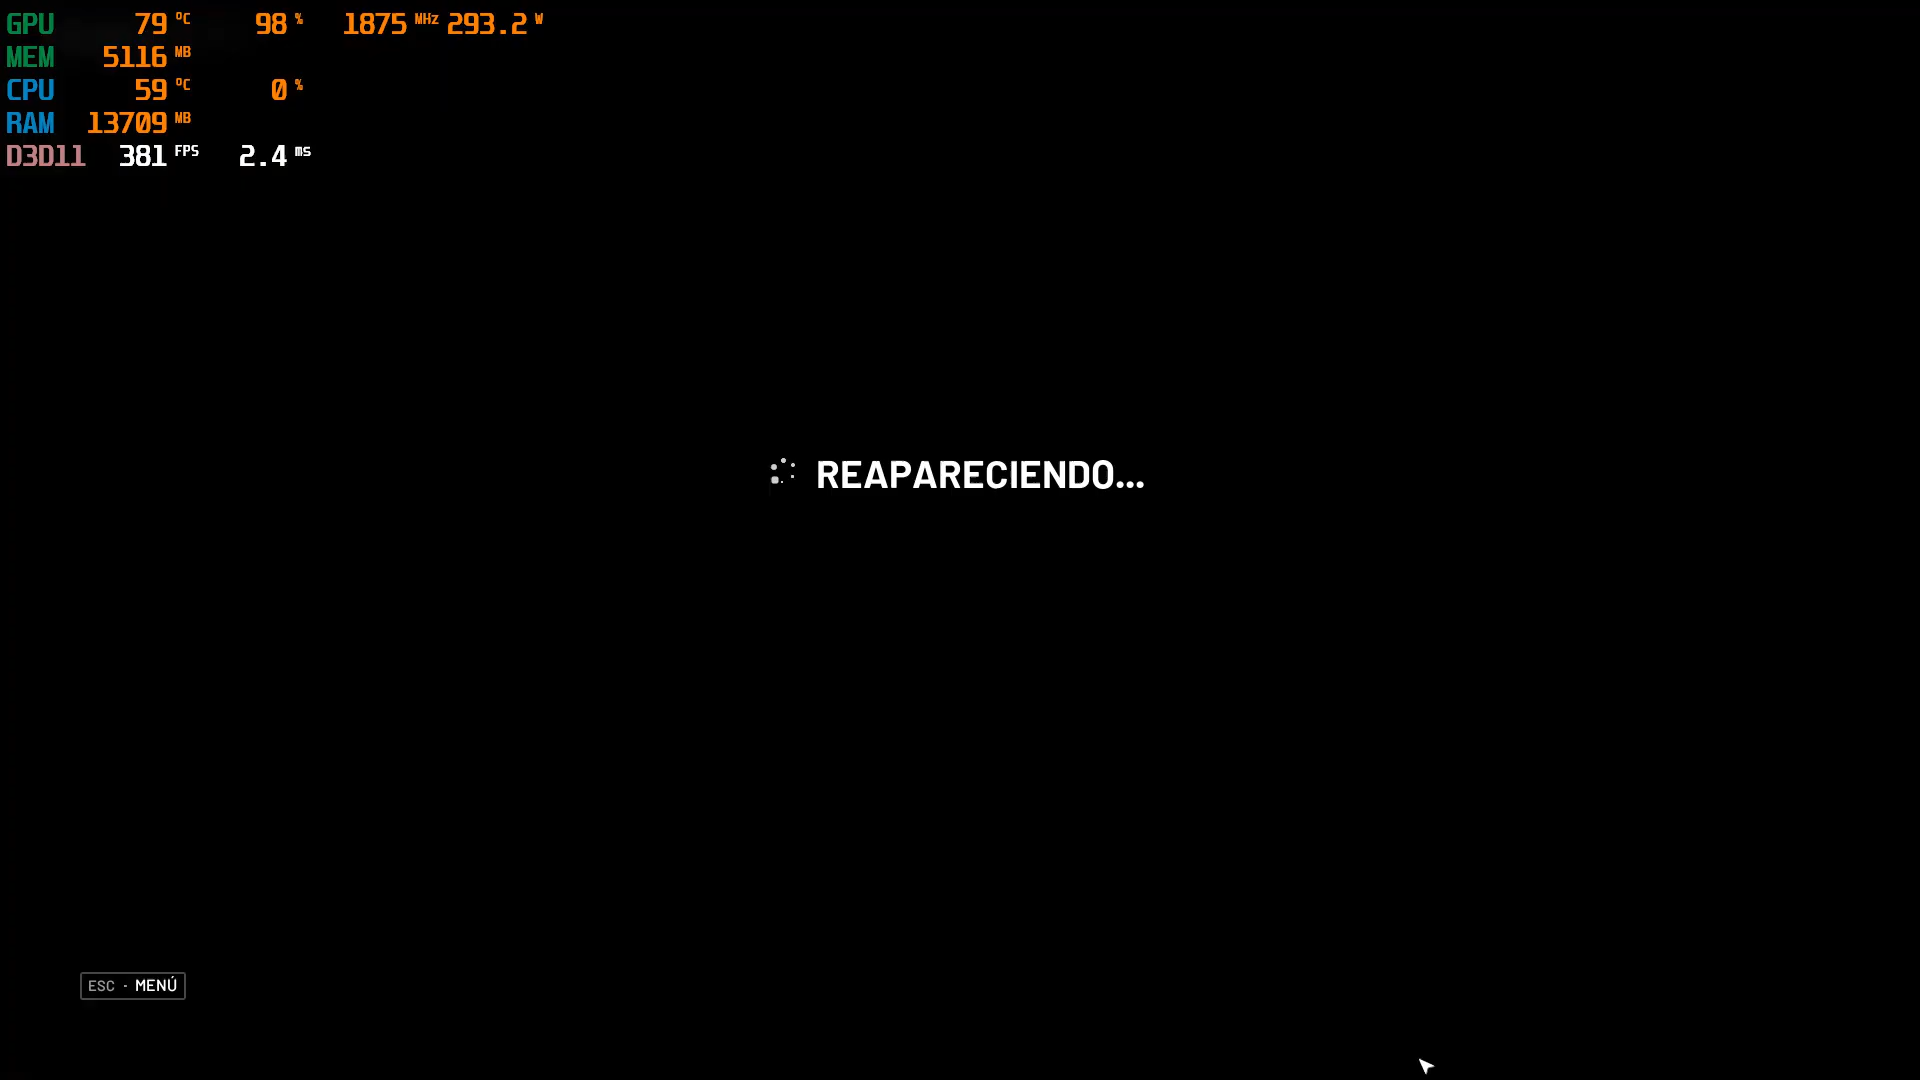 GPU 79 °C 98 % 1875 MHz 293.2 W
MEM 5116 MB
CPU 59 °C 0 %
RAM 13709 MB
D3D11 381 FPS 2.4 ms
REAPARECIENDO...
ESC - MENÚ